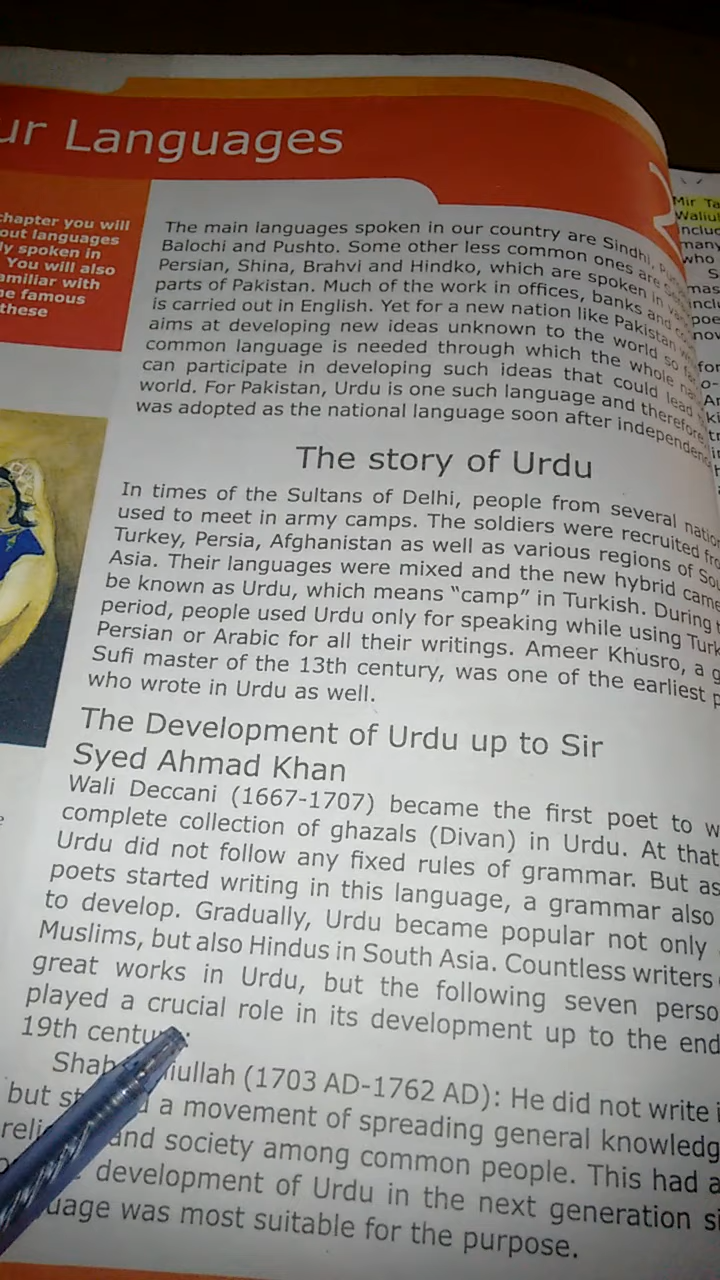 ur Languages
chapter you will
out languages
ly spoken in
You will also
amiliar with
e famous
these
The main languages spoken in our country are Sindhi,
Balochi and Pushto. Some other less common ones are
Persian, Shina, Brahvi and Hindko, which are spoken in
parts of Pakistan. Much of the work in offices, banks and
is carried out in English. Yet for a new nation like Pakistan
aims at developing new ideas unknown to the world so
common language is needed through which the whole
can participate in developing such ideas that could lead
world. For Pakistan, Urdu is one such language and therefore
was adopted as the national language soon after independenc
The story of Urdu
In times of the Sultans of Delhi, people from several natio
used to meet in army camps. The soldiers were recruited fro
Turkey, Persia, Afghanistan as well as various regions of Sou
Asia. Their languages were mixed and the new hybrid came
be known as Urdu, which means “camp” in Turkish. During t
period, people used Urdu only for speaking while using Turk
Persian or Arabic for all their writings. Ameer Khusro, a g
Sufi master of the 13th century, was one of the earliest p
who wrote in Urdu as well.
The Development of Urdu up to Sir
Syed Ahmad Khan
Wali Deccani (1667-1707) became the first poet to w
complete collection of ghazals (Divan) in Urdu. At that
Urdu did not follow any fixed rules of grammar. But as
poets started writing in this language, a grammar also
to develop. Gradually, Urdu became popular not only
Muslims, but also Hindus in South Asia. Countless writers
great works in Urdu, but the following seven perso
played a crucial role in its development up to the end
19th centu
Shah iullah (1703 AD-1762 AD): He did not write i
but st a movement of spreading general knowledg
reli and society among common people. This had a
development of Urdu in the next generation si
uage was most suitable for the purpose.
Mir Ta
Waliul
includ
many
who